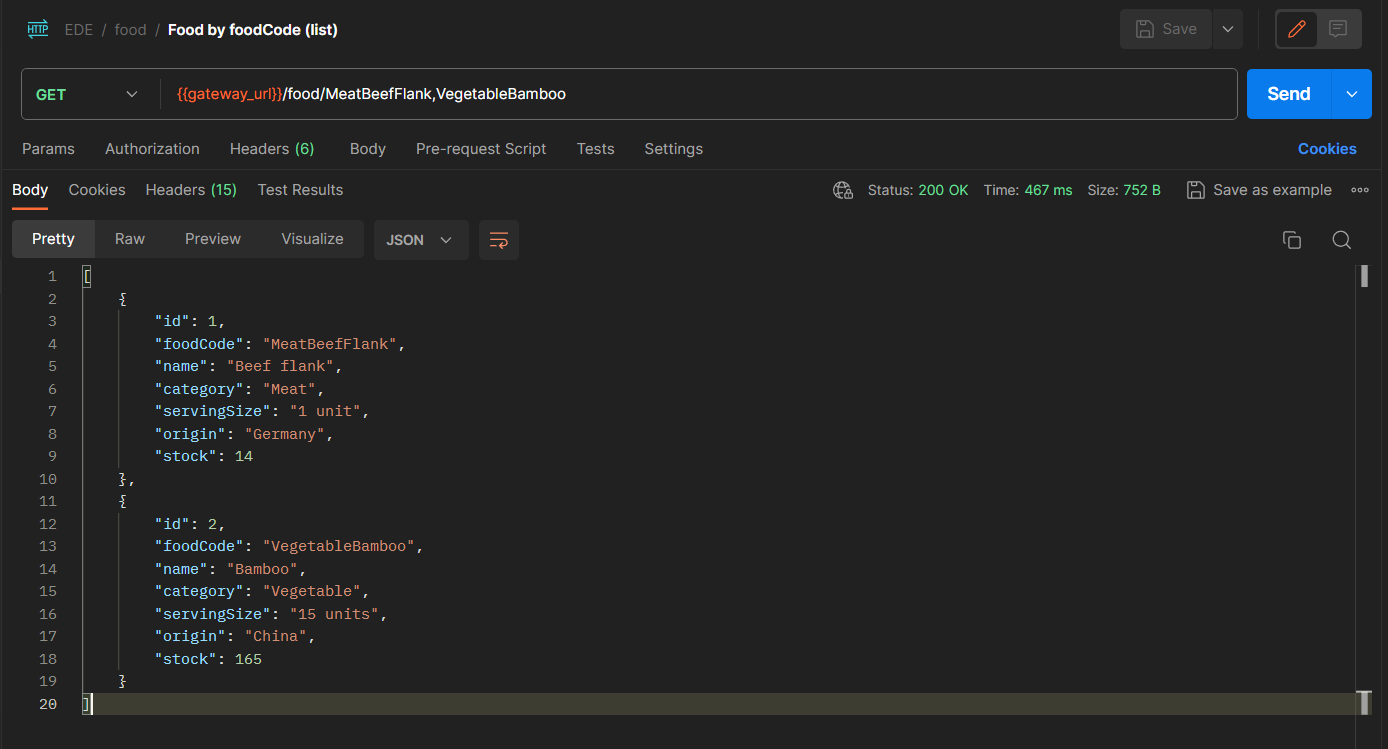 HTTP EDE / food / Food by foodCode (list) Save
GET {{gateway_url}}/food/MeatBeefFlank,VegetableBamboo Send
Params Authorization Headers (6) Body Pre-request Script Tests Settings Cookies
Body Cookies Headers (15) Test Results Status: 200 OK Time: 467 ms Size: 752 B Save as example
Pretty Raw Preview Visualize JSON
1 [
2 {
3 "id": 1,
4 "foodCode": "MeatBeefFlank",
5 "name": "Beef flank",
6 "category": "Meat",
7 "servingSize": "1 unit",
8 "origin": "Germany",
9 "stock": 14
10 },
11 {
12 "id": 2,
13 "foodCode": "VegetableBamboo",
14 "name": "Bamboo",
15 "category": "Vegetable",
16 "servingSize": "15 units",
17 "origin": "China",
18 "stock": 165
19 }
20 ]